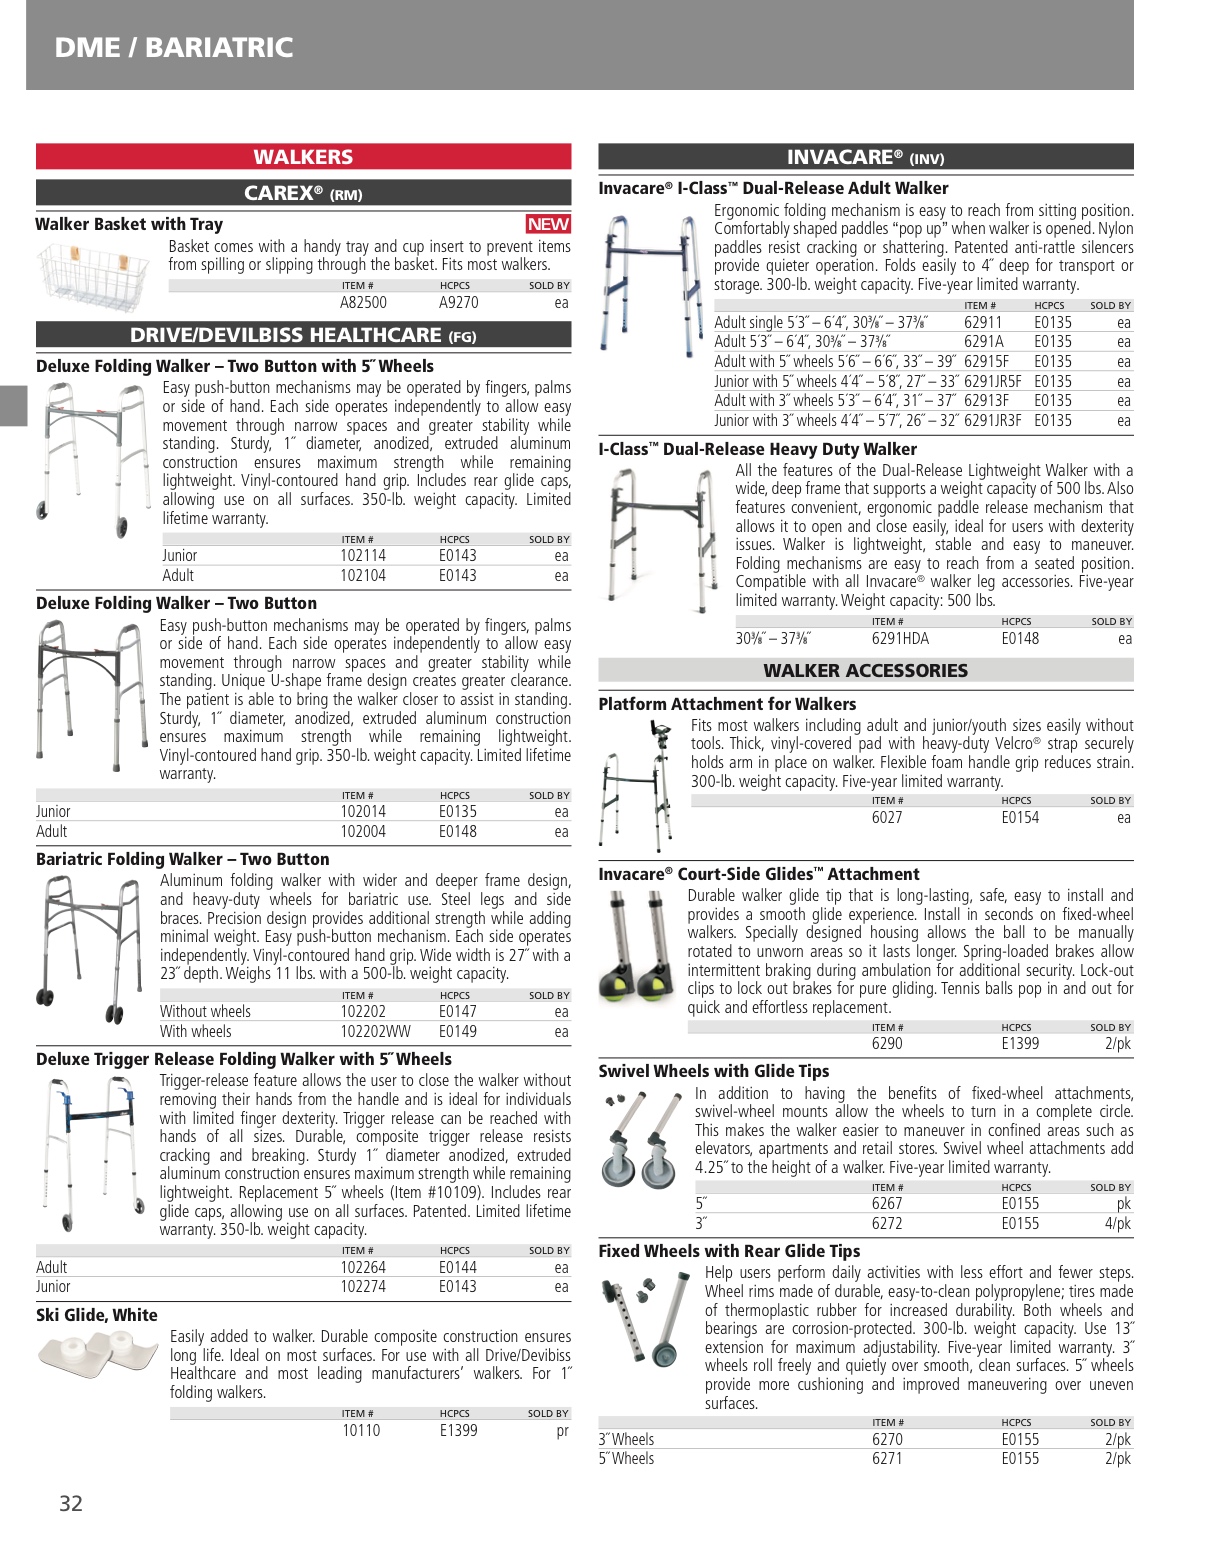 DME / BARIATRIC
WALKERS
CAREX® (RM)
Walker Basket with Tray NEW
Basket comes with a handy tray and cup insert to prevent items
from spilling or slipping through the basket. Fits most walkers.
ITEM # HCPCS SOLD BY
A82500 A9270 ea
DRIVE/DEVILBISS HEALTHCARE (FG)
Deluxe Folding Walker – Two Button with 5˝ Wheels
Easy push-button mechanisms may be operated by fingers, palms
or side of hand. Each side operates independently to allow easy
movement through narrow spaces and greater stability while
standing. Sturdy, 1˝ diameter, anodized, extruded aluminum
construction ensures maximum strength while remaining
lightweight. Vinyl-contoured hand grip. Includes rear glide caps,
allowing use on all surfaces. 350-lb. weight capacity. Limited
lifetime warranty.
ITEM # HCPCS SOLD BY
Junior 102114 E0143 ea
Adult 102104 E0143 ea
Deluxe Folding Walker – Two Button
Easy push-button mechanisms may be operated by fingers, palms
or side of hand. Each side operates independently to allow easy
movement through narrow spaces and greater stability while
standing. Unique U-shape frame design creates greater clearance.
The patient is able to bring the walker closer to assist in standing.
Sturdy, 1˝ diameter, anodized, extruded aluminum construction
ensures maximum strength while remaining lightweight.
Vinyl-contoured hand grip. 350-lb. weight capacity. Limited lifetime
warranty.
ITEM # HCPCS SOLD BY
Junior 102014 E0135 ea
Adult 102004 E0148 ea
Bariatric Folding Walker – Two Button
Aluminum folding walker with wider and deeper frame design,
and heavy-duty wheels for bariatric use. Steel legs and side
braces. Precision design provides additional strength while adding
minimal weight. Easy push-button mechanism. Each side operates
independently. Vinyl-contoured hand grip. Wide width is 27˝ with a
23˝ depth. Weighs 11 lbs. with a 500-lb. weight capacity.
ITEM # HCPCS SOLD BY
Without wheels 102202 E0147 ea
With wheels 102202WW E0149 ea
Deluxe Trigger Release Folding Walker with 5˝ Wheels
Trigger-release feature allows the user to close the walker without
removing their hands from the handle and is ideal for individuals
with limited finger dexterity. Trigger release can be reached with
hands of all sizes. Durable, composite trigger release resists
cracking and breaking. Sturdy 1˝ diameter anodized, extruded
aluminum construction ensures maximum strength while remaining
lightweight. Replacement 5˝ wheels (Item #10109). Includes rear
glide caps, allowing use on all surfaces. Patented. Limited lifetime
warranty. 350-lb. weight capacity.
ITEM # HCPCS SOLD BY
Adult 102264 E0144 ea
Junior 102274 E0143 ea
Ski Glide, White
Easily added to walker. Durable composite construction ensures
long life. Ideal on most surfaces. For use with all Drive/Devibiss
Healthcare and most leading manufacturers’ walkers. For 1˝
folding walkers.
ITEM # HCPCS SOLD BY
10110 E1399 pr
INVACARE® (INV)
Invacare® I-Class™ Dual-Release Adult Walker
Ergonomic folding mechanism is easy to reach from sitting position.
Comfortably shaped paddles “pop up” when walker is opened. Nylon
paddles resist cracking or shattering. Patented anti-rattle silencers
provide quieter operation. Folds easily to 4˝ deep for transport or
storage. 300-lb. weight capacity. Five-year limited warranty.
ITEM # HCPCS SOLD BY
Adult single 5´3˝ – 6´4˝, 30⅜˝ – 37⅜˝ 62911 E0135 ea
Adult 5´3˝ – 6´4˝, 30⅜˝ – 37⅜˝ 6291A E0135 ea
Adult with 5˝ wheels 5´6˝ – 6´6˝, 33˝ – 39˝ 62915F E0135 ea
Junior with 5˝ wheels 4´4˝ – 5´8˝, 27˝ – 33˝ 6291JR5F E0135 ea
Adult with 3˝ wheels 5´3˝ – 6´4˝, 31˝ – 37˝ 62913F E0135 ea
Junior with 3˝ wheels 4´4˝ – 5´7˝, 26˝ – 32˝ 6291JR3F E0135 ea
I-Class™ Dual-Release Heavy Duty Walker
All the features of the Dual-Release Lightweight Walker with a
wide, deep frame that supports a weight capacity of 500 lbs. Also
features convenient, ergonomic paddle release mechanism that
allows it to open and close easily, ideal for users with dexterity
issues. Walker is lightweight, stable and easy to maneuver.
Folding mechanisms are easy to reach from a seated position.
Compatible with all Invacare® walker leg accessories. Five-year
limited warranty. Weight capacity: 500 lbs.
ITEM # HCPCS SOLD BY
30⅜˝ – 37⅜˝ 6291HDA E0148 ea
WALKER ACCESSORIES
Platform Attachment for Walkers
Fits most walkers including adult and junior/youth sizes easily without
tools. Thick, vinyl-covered pad with heavy-duty Velcro® strap securely
holds arm in place on walker. Flexible foam handle grip reduces strain.
300-lb. weight capacity. Five-year limited warranty.
ITEM # HCPCS SOLD BY
6027 E0154 ea
Invacare® Court-Side Glides™ Attachment
Durable walker glide tip that is long-lasting, safe, easy to install and
provides a smooth glide experience. Install in seconds on fixed-wheel
walkers. Specially designed housing allows the ball to be manually
rotated to unworn areas so it lasts longer. Spring-loaded brakes allow
intermittent braking during ambulation for additional security. Lock-out
clips to lock out brakes for pure gliding. Tennis balls pop in and out for
quick and effortless replacement.
ITEM # HCPCS SOLD BY
6290 E1399 2/pk
Swivel Wheels with Glide Tips
In addition to having the benefits of fixed-wheel attachments,
swivel-wheel mounts allow the wheels to turn in a complete circle.
This makes the walker easier to maneuver in confined areas such as
elevators, apartments and retail stores. Swivel wheel attachments add
4.25˝ to the height of a walker. Five-year limited warranty.
ITEM # HCPCS SOLD BY
5˝ 6267 E0155 pk
3˝ 6272 E0155 4/pk
Fixed Wheels with Rear Glide Tips
Help users perform daily activities with less effort and fewer steps.
Wheel rims made of durable, easy-to-clean polypropylene; tires made
of thermoplastic rubber for increased durability. Both wheels and
bearings are corrosion-protected. 300-lb. weight capacity. Use 13˝
extension for maximum adjustability. Five-year limited warranty. 3˝
wheels roll freely and quietly over smooth, clean surfaces. 5˝ wheels
provide more cushioning and improved maneuvering over uneven
surfaces.
ITEM # HCPCS SOLD BY
3˝ Wheels 6270 E0155 2/pk
5˝ Wheels 6271 E0155 2/pk
32